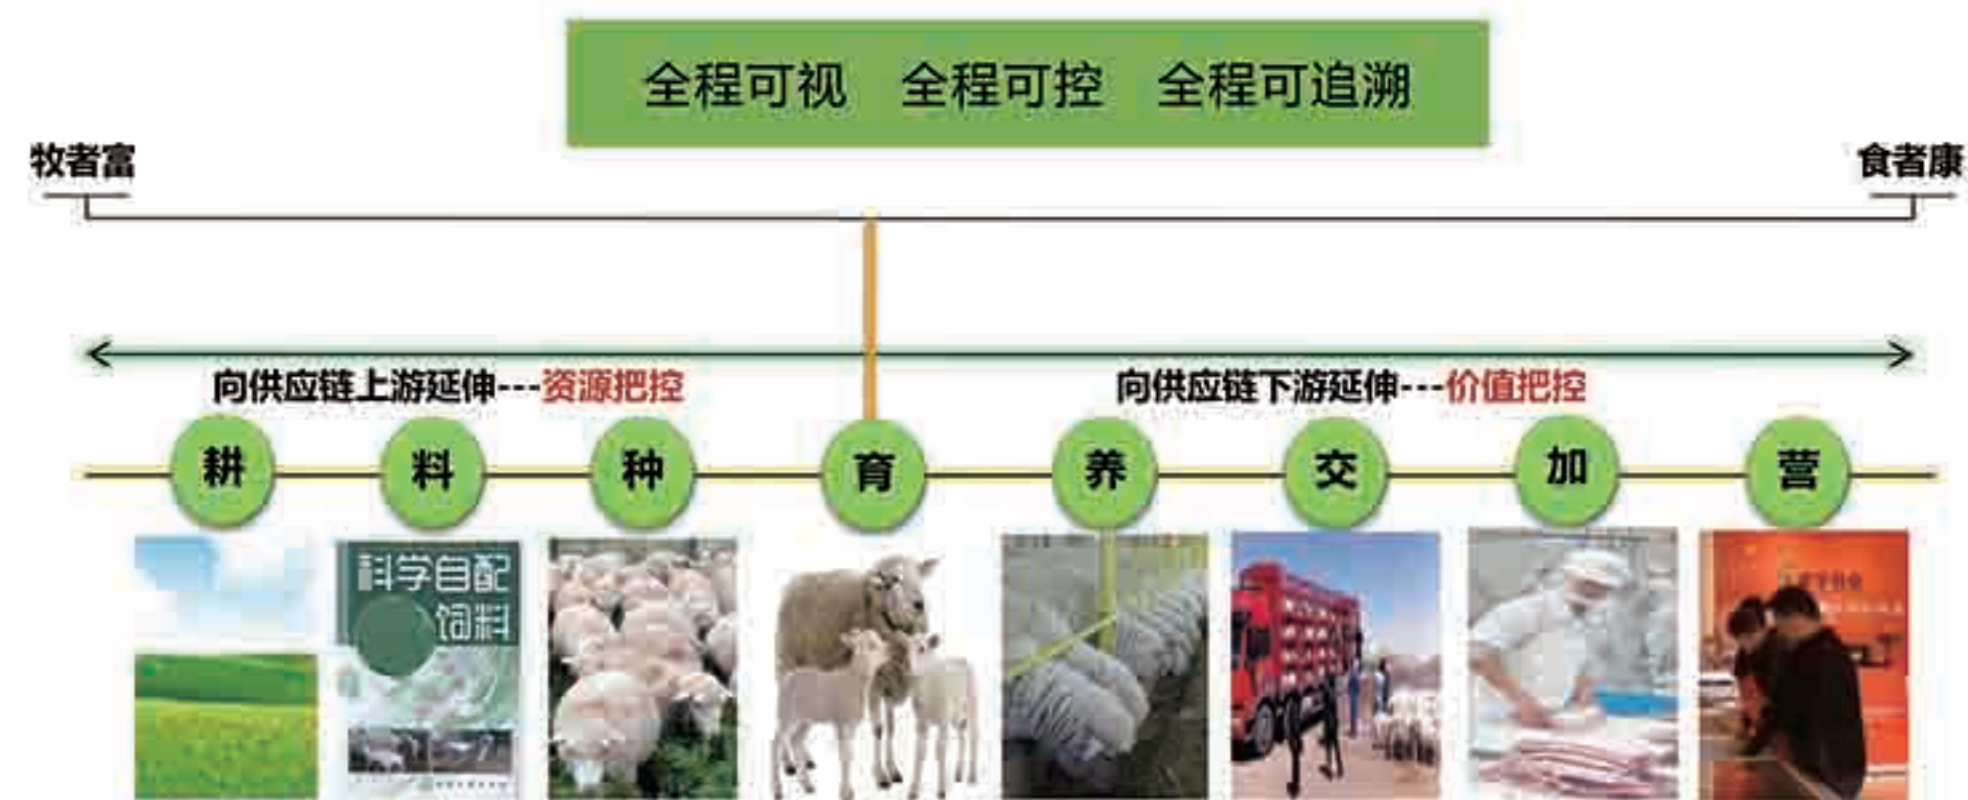 全程可视 全程可控 全程可追溯
牧者富
食者康
向供应链上游延伸---资源把控
向供应链下游延伸---价值把控
耕
料
种
育
养
交
加
营
科学自配
饲料